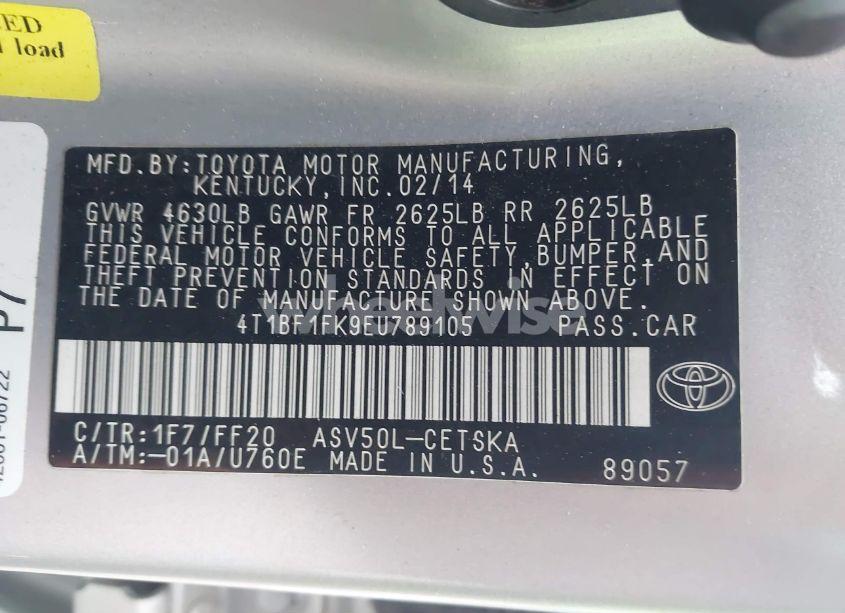 ED
load
MFD.BY:TOYOTA MOTOR MANUFACTURING,
KENTUCKY,INC.02/14
GVWR 4630LB GAWR FR 2625LB RR 2625LB
THIS VEHICLE CONFORMS TO ALL APPLICABLE
FEDERAL MOTOR VEHICLE SAFETY,BUMPER,AND
THEFT PREVENTION STANDARDS IN EFFECT ON
THE DATE OF MANUFACTURE SHOWN ABOVE.
wheelwise
4T1BF1FK9EU789105 PASS.CAR
C/TR:1F7/FF20 ASV50L-CETSKA
A/TM:-01A/U760E MADE IN U.S.A. 89057
P7